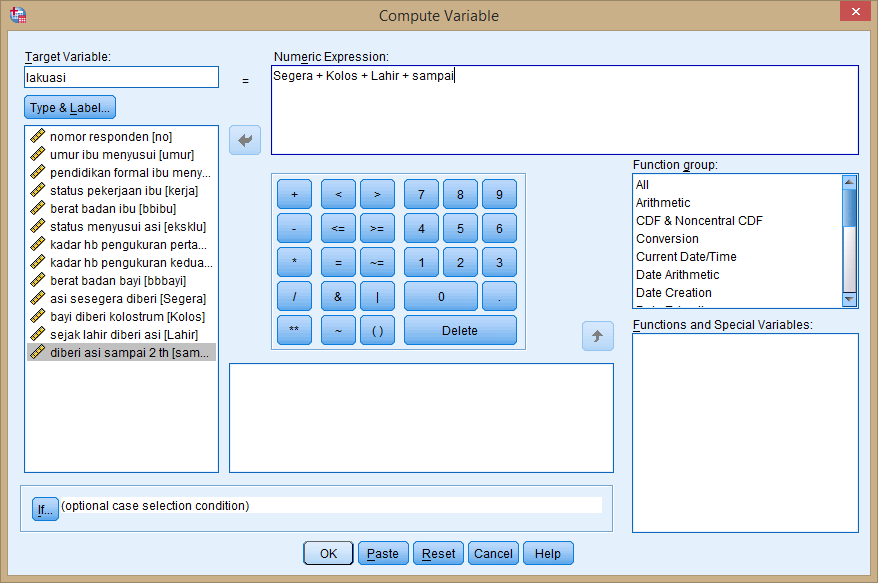 Compute Variable
Target Variable:
lakuasi
=
Numeric Expression:
Segera + Kolos + Lahir + sampai
Type & Label...
nomor responden [no]
umur ibu menyusui [umur]
pendidikan formal ibu meny...
status pekerjaan ibu [kerja]
berat badan ibu [bbibu]
status menyusui asi [eksklu]
kadar hb pengukuran perta...
kadar hb pengukuran kedua...
berat badan bayi [bbbayi]
asi sesegera diberi [Segera]
bayi diberi kolostrum [Kolos]
sejak lahir diberi asi [Lahir]
diberi asi sampai 2 th [sam...
+ < > 7 8 9
- <= >= 4 5 6
* = ~= 1 2 3
/ & | 0 .
** ~ ( ) Delete
Function group:
All
Arithmetic
CDF & Noncentral CDF
Conversion
Current Date/Time
Date Arithmetic
Date Creation
Functions and Special Variables:
If... (optional case selection condition)
OK Paste Reset Cancel Help